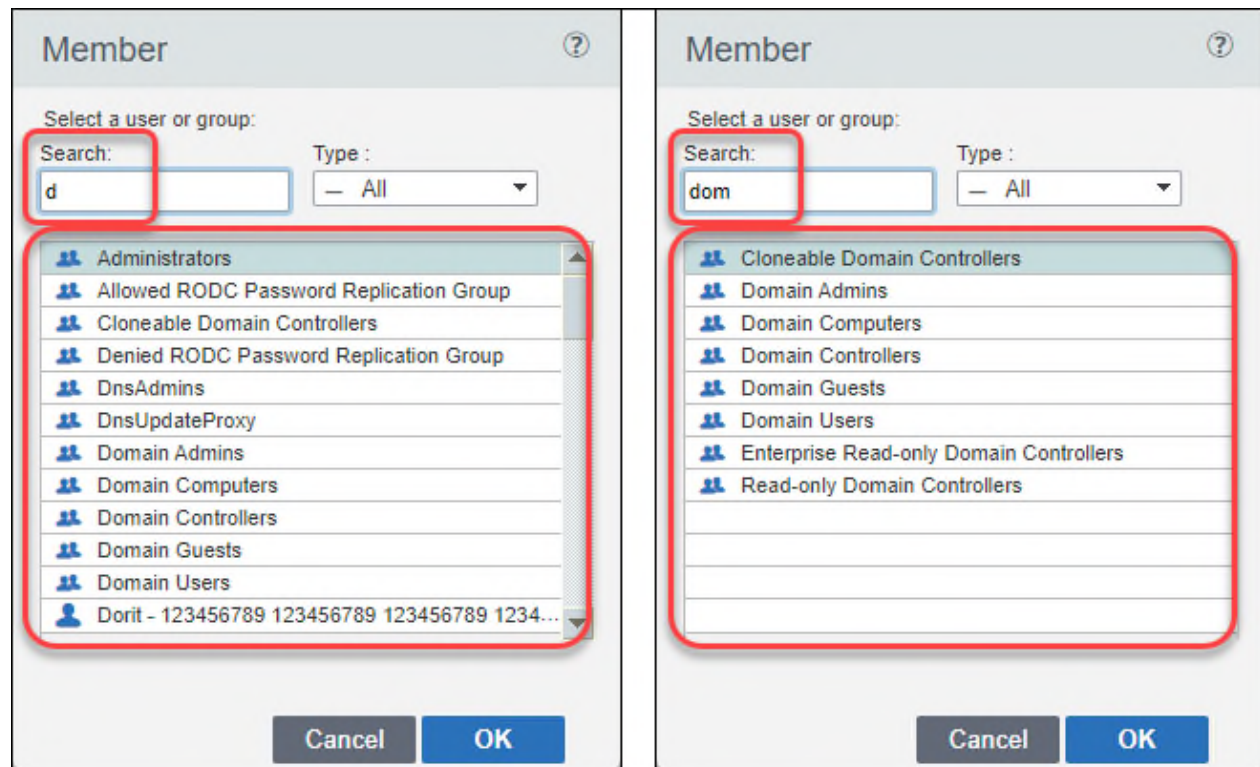 Member
?
Select a user or group:
Search:
Type :
d
— All
Administrators
Allowed RODC Password Replication Group
Cloneable Domain Controllers
Denied RODC Password Replication Group
DnsAdmins
DnsUpdateProxy
Domain Admins
Domain Computers
Domain Controllers
Domain Guests
Domain Users
Dorit - 123456789 123456789 123456789 1234...
Cancel
OK
Member
?
Select a user or group:
Search:
Type :
dom
— All
Cloneable Domain Controllers
Domain Admins
Domain Computers
Domain Controllers
Domain Guests
Domain Users
Enterprise Read-only Domain Controllers
Read-only Domain Controllers
Cancel
OK